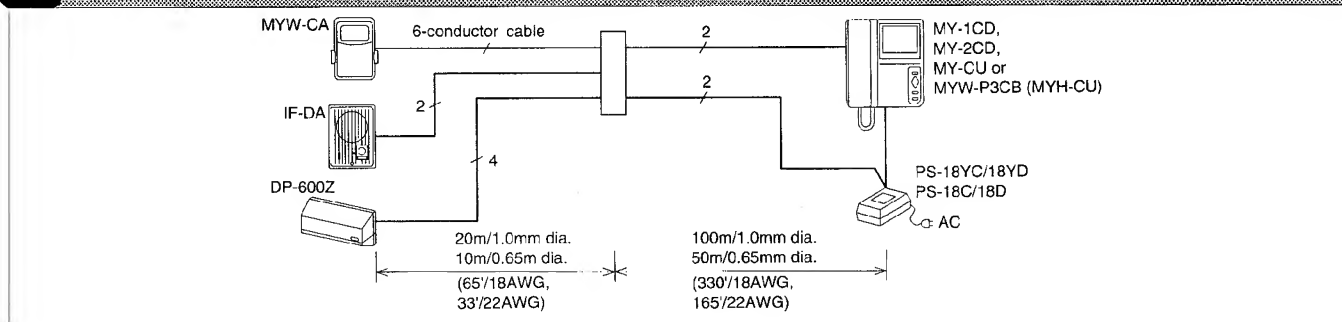 MYW-CA
6-conductor cable
2
MY-1CD,
MY-2CD,
MY-CU or
MYW-P3CB (MYH-CU)
IF-DA
2
2
4
DP-600Z
PS-18YC/18YD
PS-18C/18D
AC
20m/1.0mm dia.
10m/0.65m dia.
(65'/18AWG,
33'/22AWG)
100m/1.0mm dia.
50m/0.65mm dia.
(330'/18AWG,
165'/22AWG)